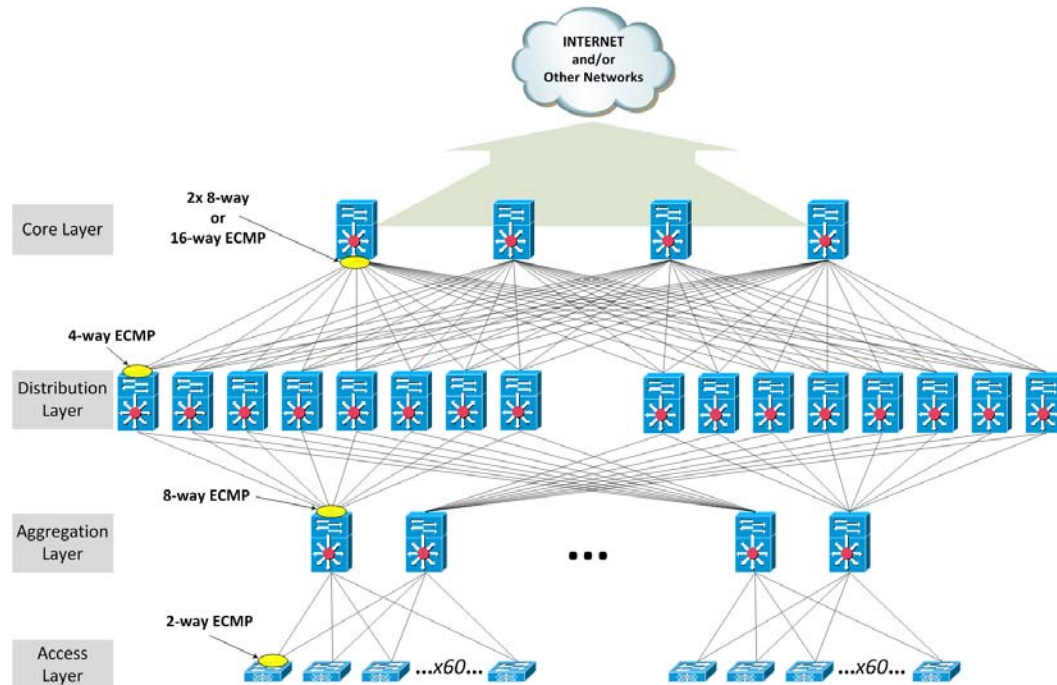 INTERNET
and/or
Other Networks
2x 8-way
or
16-way ECMP
Core Layer
4-way ECMP
Distribution
Layer
8-way ECMP
Aggregation
Layer
...
2-way ECMP
Access
Layer
...x60...
...x60...